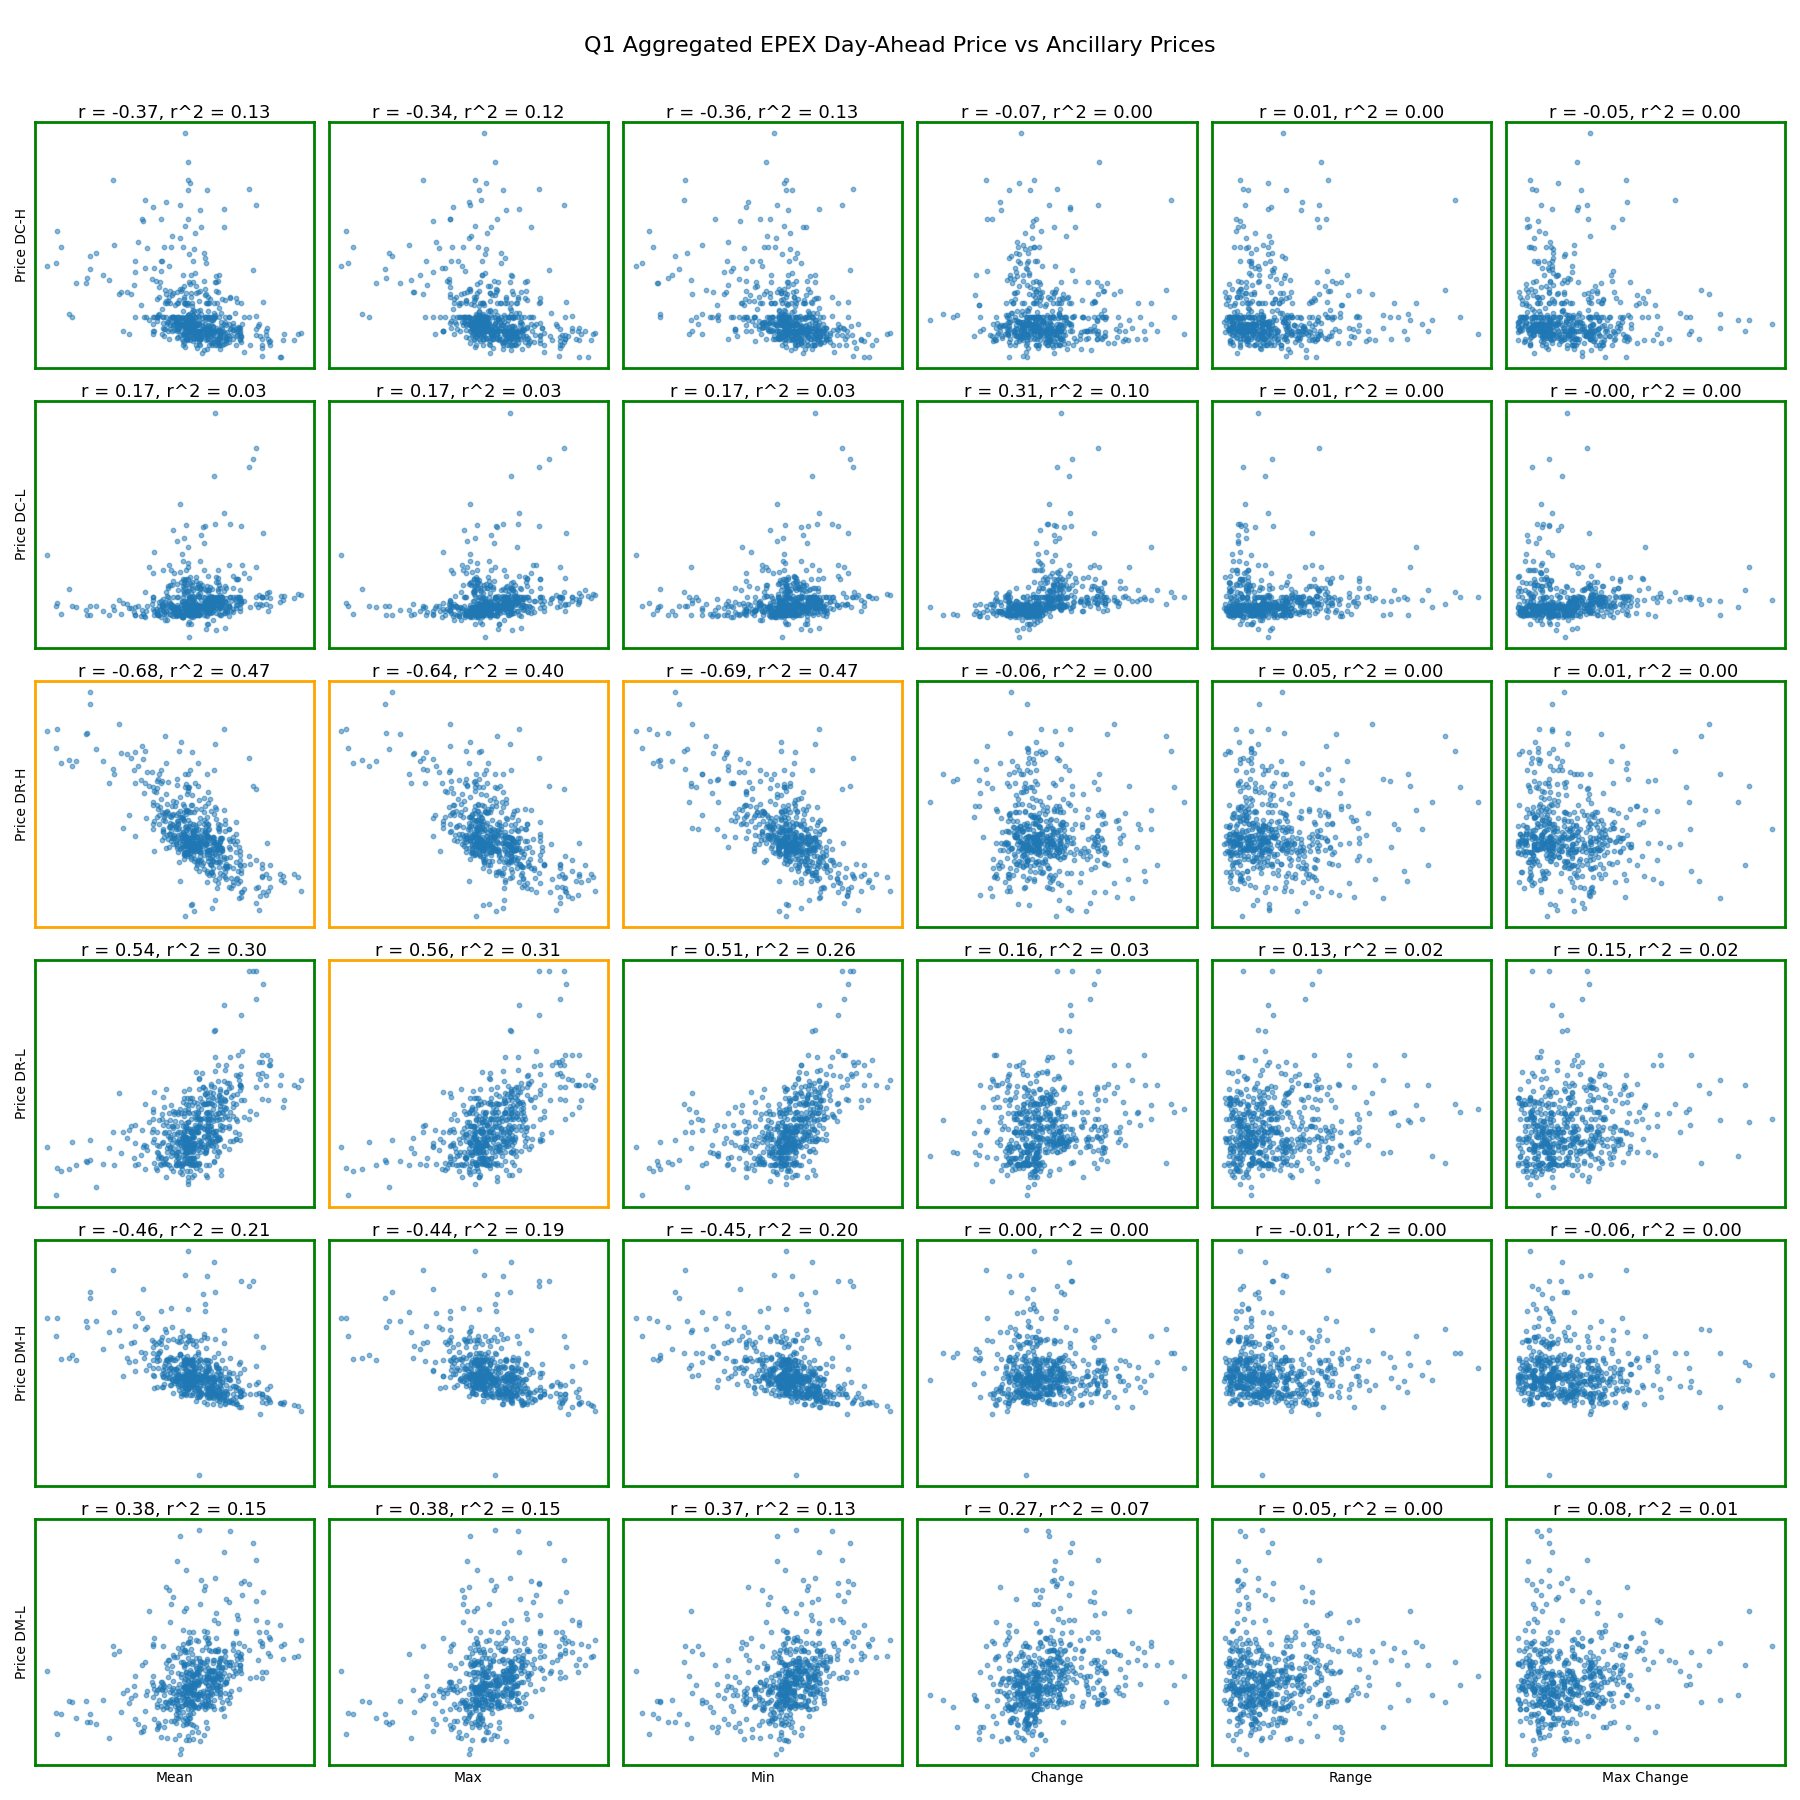 Q1 Aggregated EPEX Day-Ahead Price vs Ancillary Prices
r = -0.37, r^2 = 0.13
r = -0.34, r^2 = 0.12
r = -0.36, r^2 = 0.13
r = -0.07, r^2 = 0.00
r = 0.01, r^2 = 0.00
r = -0.05, r^2 = 0.00
Price DC-H
r = 0.17, r^2 = 0.03
r = 0.17, r^2 = 0.03
r = 0.17, r^2 = 0.03
r = 0.31, r^2 = 0.10
r = 0.01, r^2 = 0.00
r = -0.00, r^2 = 0.00
Price DC-L
r = -0.68, r^2 = 0.47
r = -0.64, r^2 = 0.40
r = -0.69, r^2 = 0.47
r = -0.06, r^2 = 0.00
r = 0.05, r^2 = 0.00
r = 0.01, r^2 = 0.00
Price DR-H
r = 0.54, r^2 = 0.30
r = 0.56, r^2 = 0.31
r = 0.51, r^2 = 0.26
r = 0.16, r^2 = 0.03
r = 0.13, r^2 = 0.02
r = 0.15, r^2 = 0.02
Price DR-L
r = -0.46, r^2 = 0.21
r = -0.44, r^2 = 0.19
r = -0.45, r^2 = 0.20
r = 0.00, r^2 = 0.00
r = -0.01, r^2 = 0.00
r = -0.06, r^2 = 0.00
Price DM-H
r = 0.38, r^2 = 0.15
r = 0.38, r^2 = 0.15
r = 0.37, r^2 = 0.13
r = 0.27, r^2 = 0.07
r = 0.05, r^2 = 0.00
r = 0.08, r^2 = 0.01
Price DM-L
Mean
Max
Min
Change
Range
Max Change